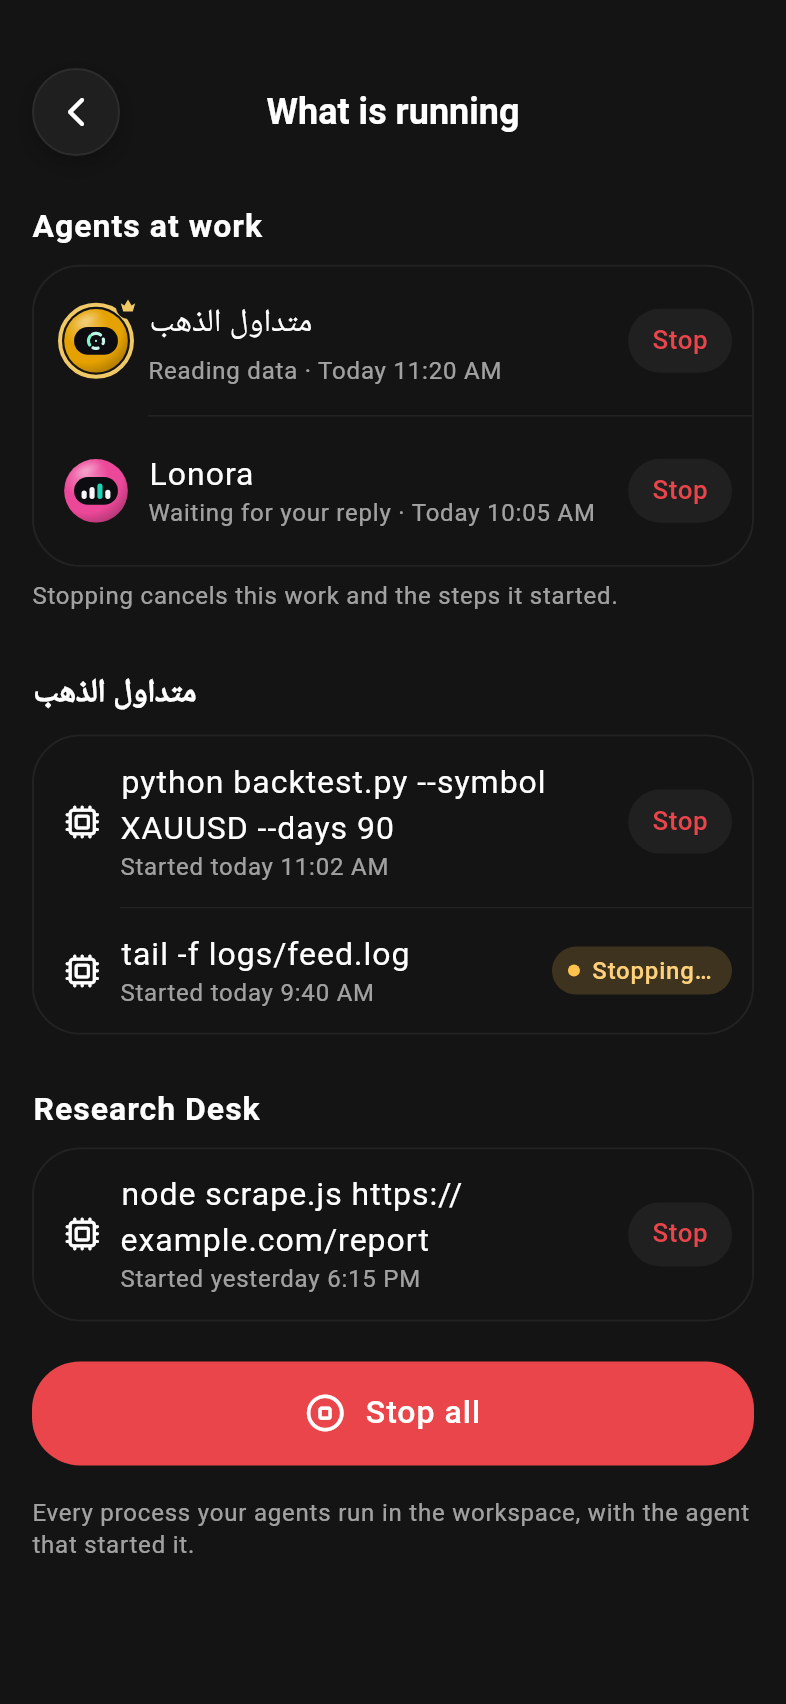 What is running
Agents at work
متداول الذهب
Reading data · Today 11:20 AM
Stop
Lonora
Waiting for your reply · Today 10:05 AM
Stop
Stopping cancels this work and the steps it started.
متداول الذهب
python backtest.py --symbol
XAUUSD --days 90
Started today 11:02 AM
Stop
tail -f logs/feed.log
Started today 9:40 AM
Stopping…
Research Desk
node scrape.js https://
example.com/report
Started yesterday 6:15 PM
Stop
Stop all
Every process your agents run in the workspace, with the agent
that started it.